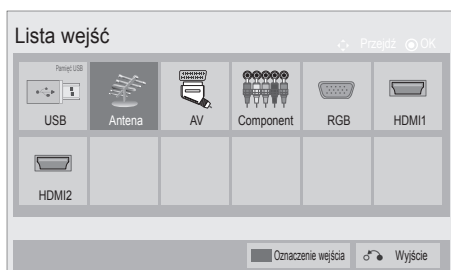 Lista wejść
Przejdź OK
Pamięć USB
USB Antena AV Component RGB HDMI1
HDMI2
Oznaczenie wejścia Wyjście